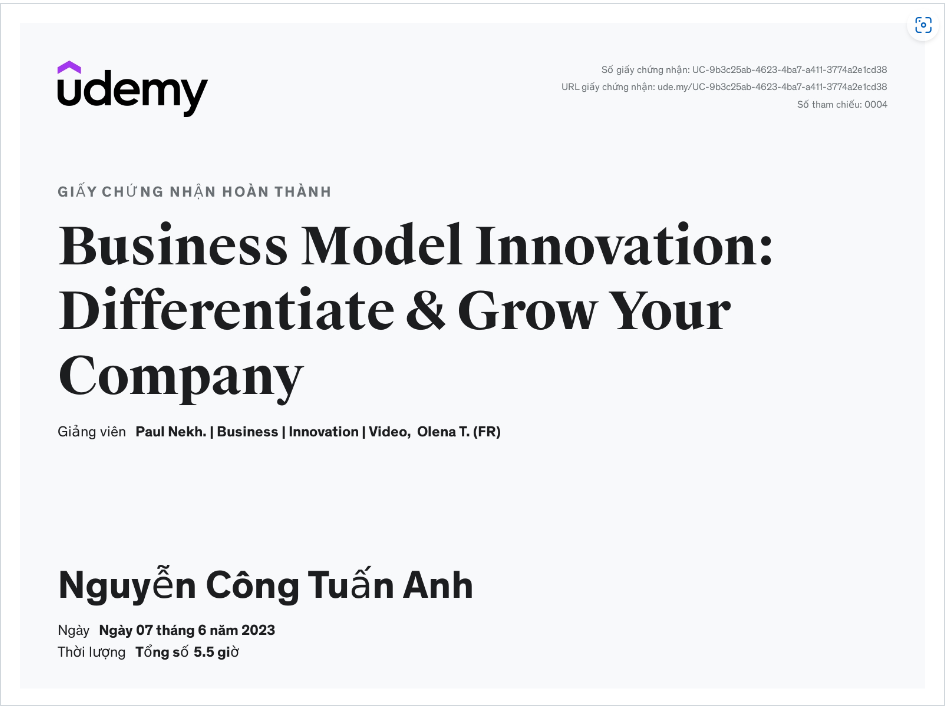 udemy
Số giấy chứng nhận: UC-9b3c25ab-4623-4ba7-a411-3774a2e1cd38
URL giấy chứng nhận: ude.my/UC-9b3c25ab-4623-4ba7-a411-3774a2e1cd38
Số tham chiếu: 0004
GIẤY CHỨNG NHẬN HOÀN THÀNH
Business Model Innovation:
Differentiate & Grow Your
Company
Giảng viên Paul Nekh. | Business | Innovation | Video, Olena T. (FR)
Nguyễn Công Tuấn Anh
Ngày Ngày 07 tháng 6 năm 2023
Thời lượng Tổng số 5.5 giờ